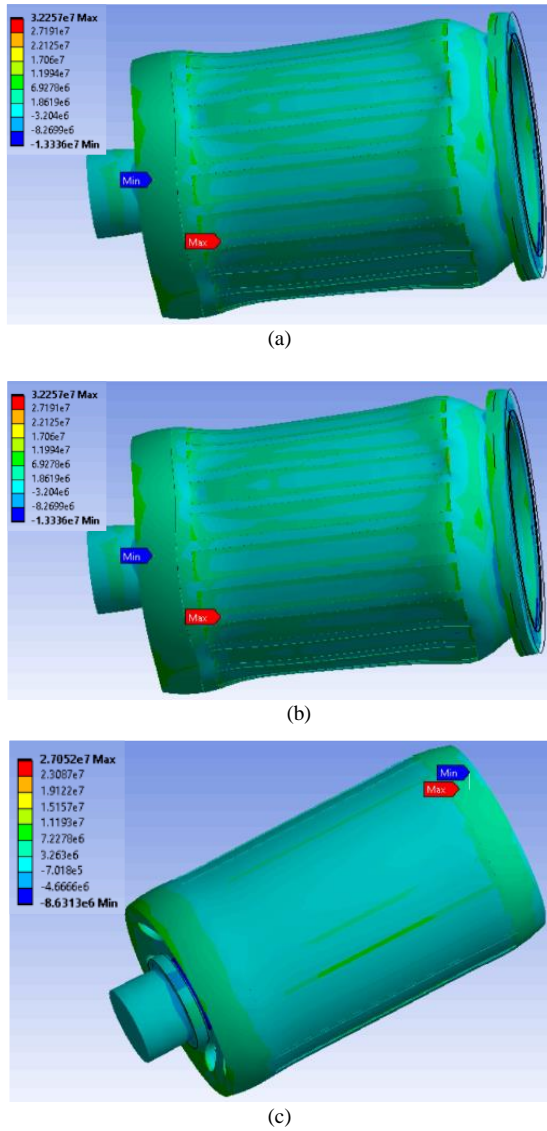 3.2257e7 Max
2.7191e7
2.2125e7
1.706e7
1.1994e7
6.9278e6
1.8619e6
-3.204e6
-8.2699e6
-1.3336e7 Min
Min
Max
(a)
3.2257e7 Max
2.7191e7
2.2125e7
1.706e7
1.1994e7
6.9278e6
1.8619e6
-3.204e6
-8.2699e6
-1.3336e7 Min
Min
Max
(b)
2.7052e7 Max
2.3087e7
1.9122e7
1.5157e7
1.1193e7
7.2278e6
3.263e6
-7.018e5
-4.6666e6
-8.6313e6 Min
Min
Max
(c)